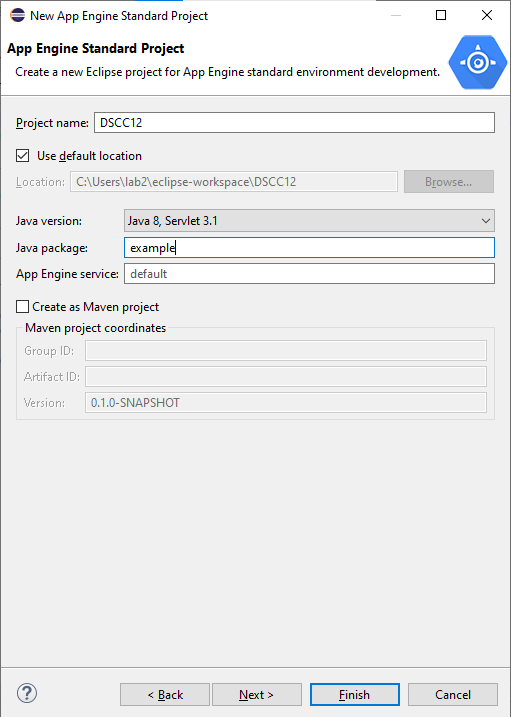 New App Engine Standard Project
App Engine Standard Project
Create a new Eclipse project for App Engine standard environment development.
Project name: DSCC12
Use default location
Location: C:\Users\lab2\eclipse-workspace\DSCC12 Browse...
Java version: Java 8, Servlet 3.1
Java package: example
App Engine service: default
Create as Maven project
Maven project coordinates
Group ID:
Artifact ID:
Version: 0.1.0-SNAPSHOT
? < Back Next > Finish Cancel